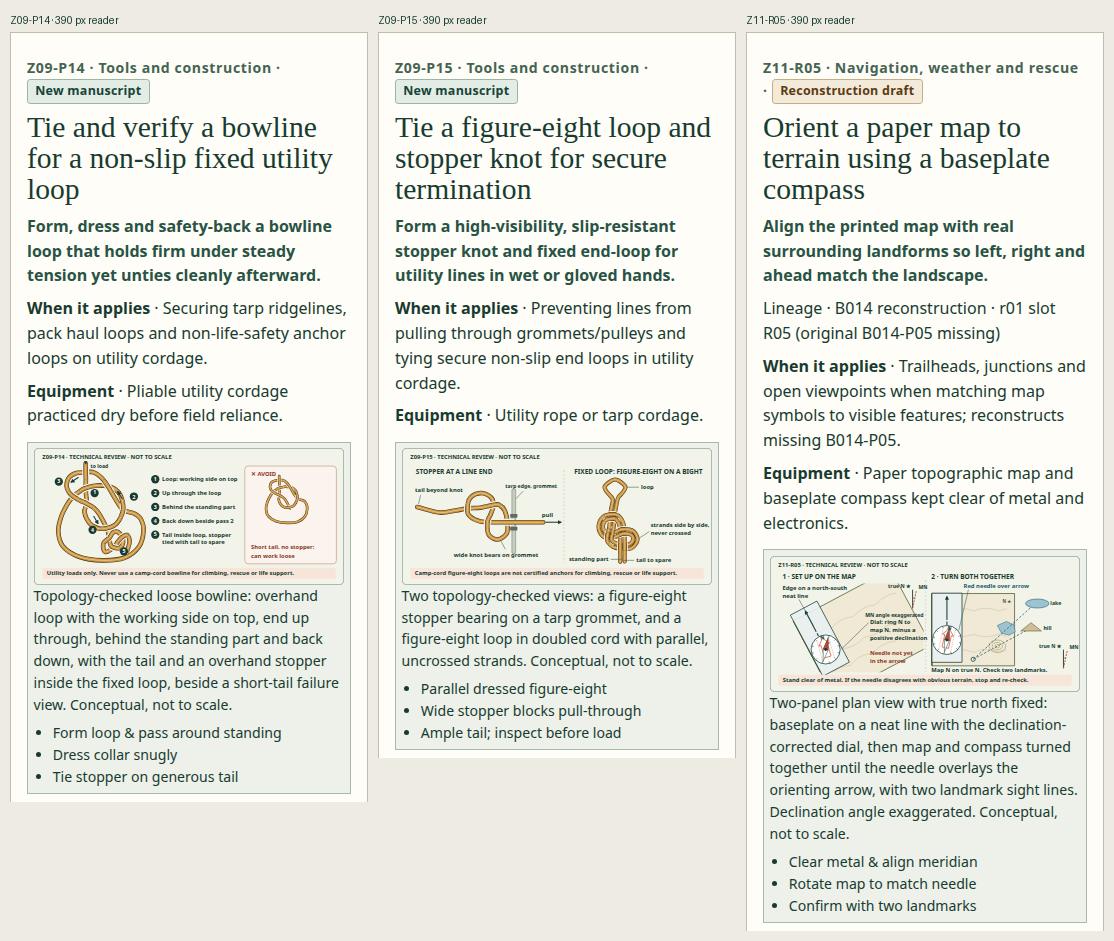 Z09-P14 · 390 px reader
Z09-P14 · Tools and construction ·
New manuscript
Tie and verify a bowline
for a non-slip fixed utility
loop
Form, dress and safety-back a bowline
loop that holds firm under steady
tension yet unties cleanly afterward.
When it applies · Securing tarp ridgelines,
pack haul loops and non-life-safety anchor
loops on utility cordage.
Equipment · Pliable utility cordage
practiced dry before field reliance.
Z09-P14 · TECHNICAL REVIEW · NOT TO SCALE
to load
3
1
2
4
5
1 Loop: working side on top
2 Up through the loop
3 Behind the standing part
4 Back down beside pass 2
5 Tail inside loop, stopper
tied with tail to spare
✕ AVOID
Short tail, no stopper:
can work loose
Utility loads only. Never use a camp-cord bowline for climbing, rescue or life support.
Topology-checked loose bowline: overhand
loop with the working side on top, end up
through, behind the standing part and back
down, with the tail and an overhand stopper
inside the fixed loop, beside a short-tail failure
view. Conceptual, not to scale.
• Form loop & pass around standing
• Dress collar snugly
• Tie stopper on generous tail
Z09-P15 · 390 px reader
Z09-P15 · Tools and construction ·
New manuscript
Tie a figure-eight loop and
stopper knot for secure
termination
Form a high-visibility, slip-resistant
stopper knot and fixed end-loop for
utility lines in wet or gloved hands.
When it applies · Preventing lines from
pulling through grommets/pulleys and
tying secure non-slip end loops in utility
cordage.
Equipment · Utility rope or tarp cordage.
Z09-P15 · TECHNICAL REVIEW · NOT TO SCALE
STOPPER AT A LINE END
tail beyond knot
tarp edge, grommet
pull
wide knot bears on grommet
FIXED LOOP: FIGURE-EIGHT ON A BIGHT
loop
strands side by side,
never crossed
standing part
tail to spare
Camp-cord figure-eight loops are not certified anchors for climbing, rescue or life support.
Two topology-checked views: a figure-eight
stopper bearing on a tarp grommet, and a
figure-eight loop in doubled cord with parallel,
uncrossed strands. Conceptual, not to scale.
• Parallel dressed figure-eight
• Wide stopper blocks pull-through
• Ample tail; inspect before load
Z11-R05 · 390 px reader
Z11-R05 · Navigation, weather and rescue
· Reconstruction draft
Orient a paper map to
terrain using a baseplate
compass
Align the printed map with real
surrounding landforms so left, right and
ahead match the landscape.
Lineage · B014 reconstruction · r01 slot
R05 (original B014-P05 missing)
When it applies · Trailheads, junctions and
open viewpoints when matching map
symbols to visible features; reconstructs
missing B014-P05.
Equipment · Paper topographic map and
baseplate compass kept clear of metal and
electronics.
Z11-R05 · TECHNICAL REVIEW · NOT TO SCALE
1 · SET UP ON THE MAP
Edge on a north-south
neat line
true N ★
MN
MN angle exaggerated
Dial: ring N to
map N, minus a
positive declination
Needle not yet
in the arrow
2 · TURN BOTH TOGETHER
Red needle over arrow
N ★
lake
hill
true N ★
MN
Map N on true N. Check two landmarks.
Stand clear of metal. If the needle disagrees with obvious terrain, stop and re-check.
Two-panel plan view with true north fixed:
baseplate on a neat line with the declination-
corrected dial, then map and compass turned
together until the needle overlays the
orienting arrow, with two landmark sight lines.
Declination angle exaggerated. Conceptual,
not to scale.
• Clear metal & align meridian
• Rotate map to match needle
• Confirm with two landmarks